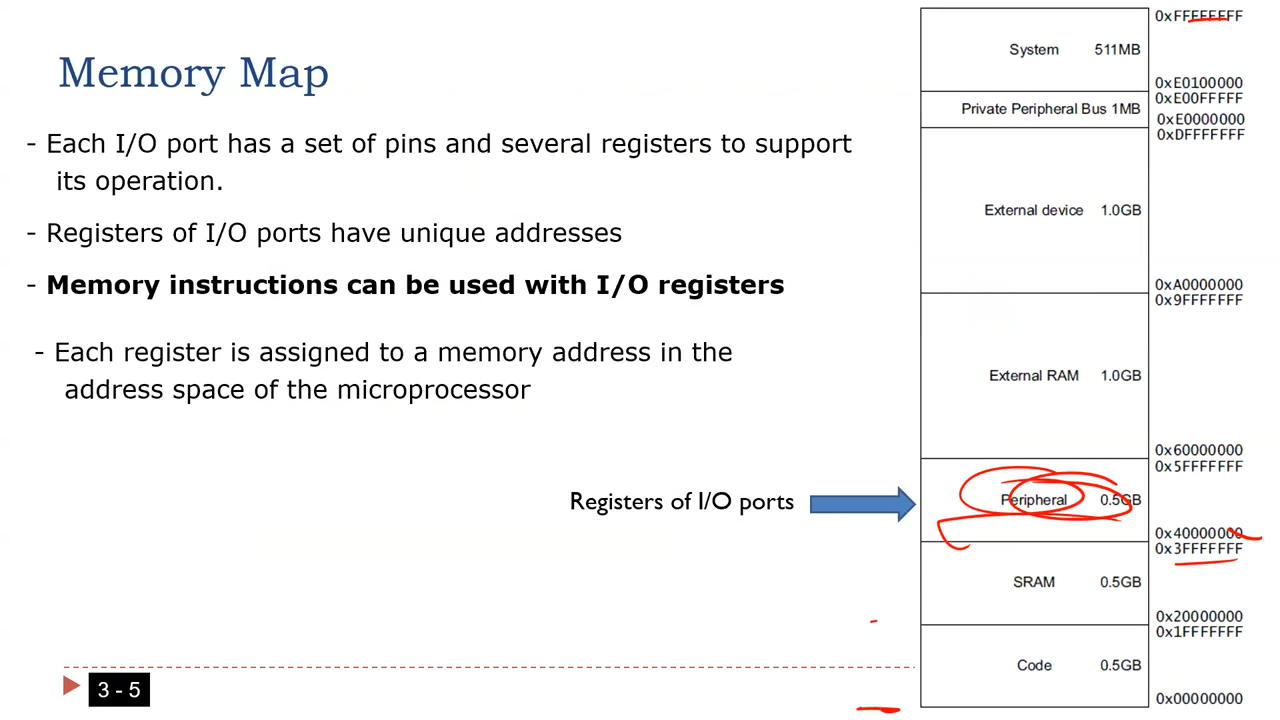 Memory Map
- Each I/O port has a set of pins and several registers to support
its operation.
- Registers of I/O ports have unique addresses
- Memory instructions can be used with I/O registers
- Each register is assigned to a memory address in the
address space of the microprocessor
Registers of I/O ports
3 - 5
0xFFFFFFFF
System 511MB
0xE0100000
0xE00FFFFF
Private Peripheral Bus 1MB
0xE0000000
0xDFFFFFFF
External device 1.0GB
0xA0000000
0x9FFFFFFF
External RAM 1.0GB
0x60000000
0x5FFFFFFF
Peripheral 0.5GB
0x40000000
0x3FFFFFFF
SRAM 0.5GB
0x20000000
0x1FFFFFFF
Code 0.5GB
0x00000000